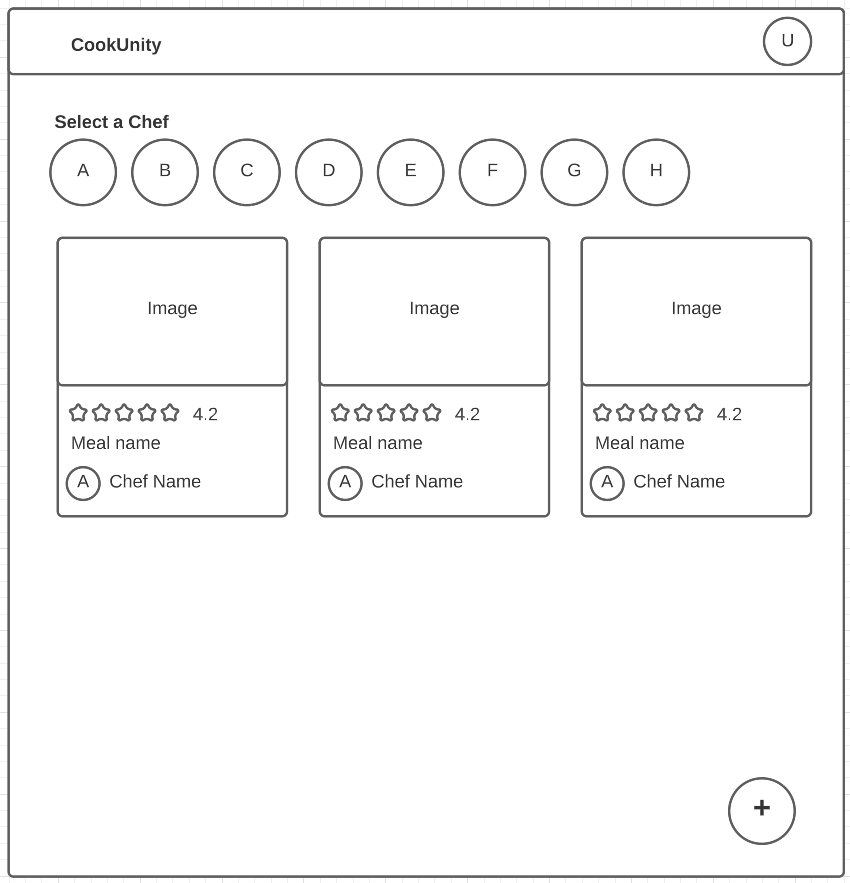 CookUnity
U
Select a Chef
A B C D E F G H
Image Image Image
4.2 4.2 4.2
Meal name Meal name Meal name
A Chef Name A Chef Name A Chef Name
+